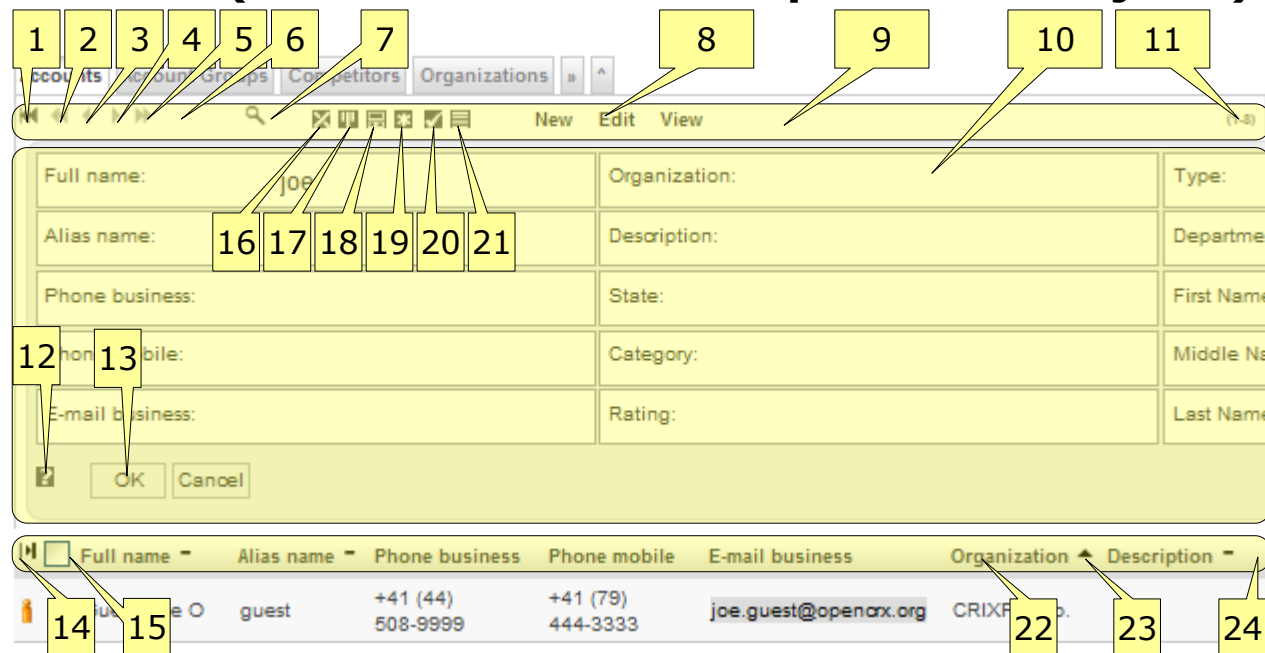 1 2 3 4 5 6 7 8 9 10 11
Accounts Account Groups Competitors Organizations » ^
New Edit View (1-8)
Full name: joe Organization: Type:
16 17 18 19 20 21
Alias name: Description: Departme
Phone business: State: First Name
12 13
Category: Middle Na
E-mail business: Rating: Last Name
? OK Cancel
Full name Alias name Phone business Phone mobile E-mail business Organization Description
guest +41 (44) 508-9999 +41 (79) 444-3333 joe.guest@opencrx.org
14 15 22 23 24